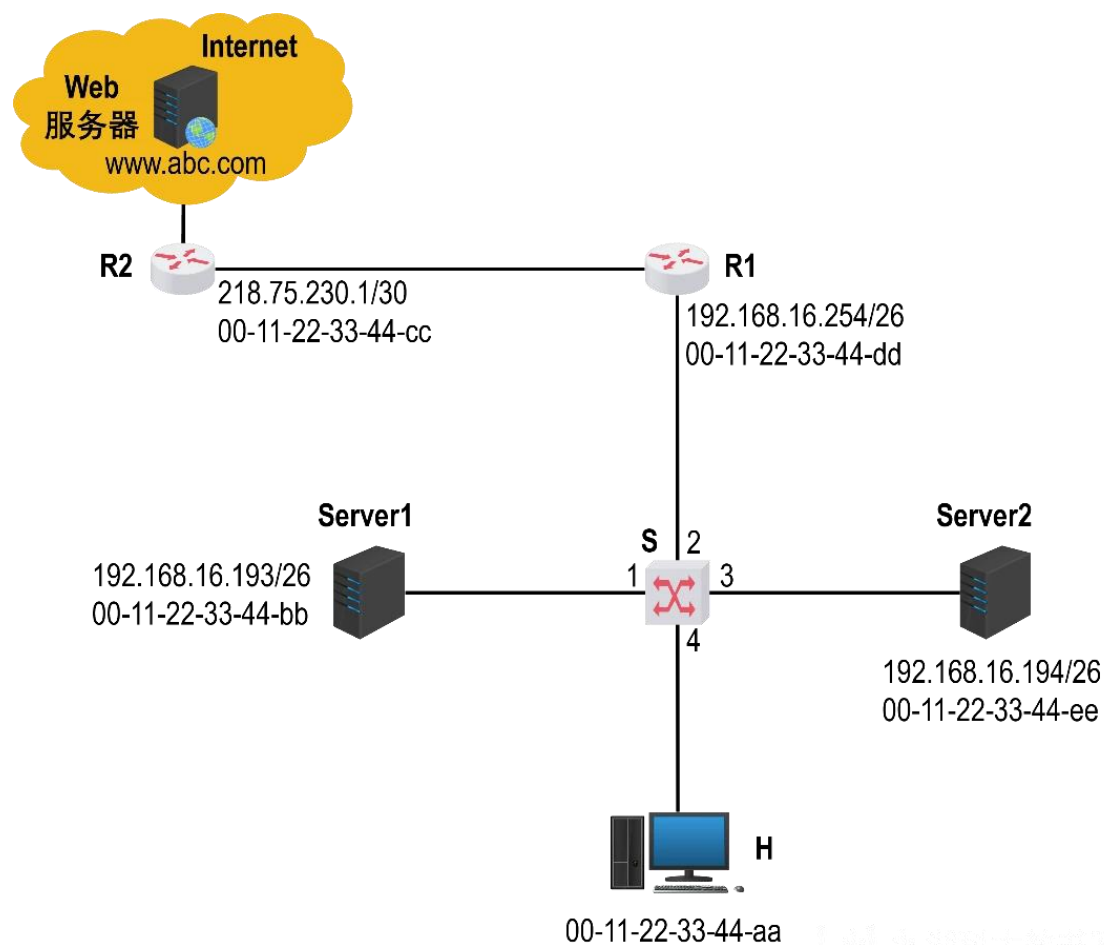 Internet
Web
服务器
www.abc.com
R2
R1
218.75.230.1/30
00-11-22-33-44-cc
192.168.16.254/26
00-11-22-33-44-dd
Server1
Server2
S
2
1
3
4
192.168.16.193/26
00-11-22-33-44-bb
192.168.16.194/26
00-11-22-33-44-ee
H
00-11-22-33-44-aa